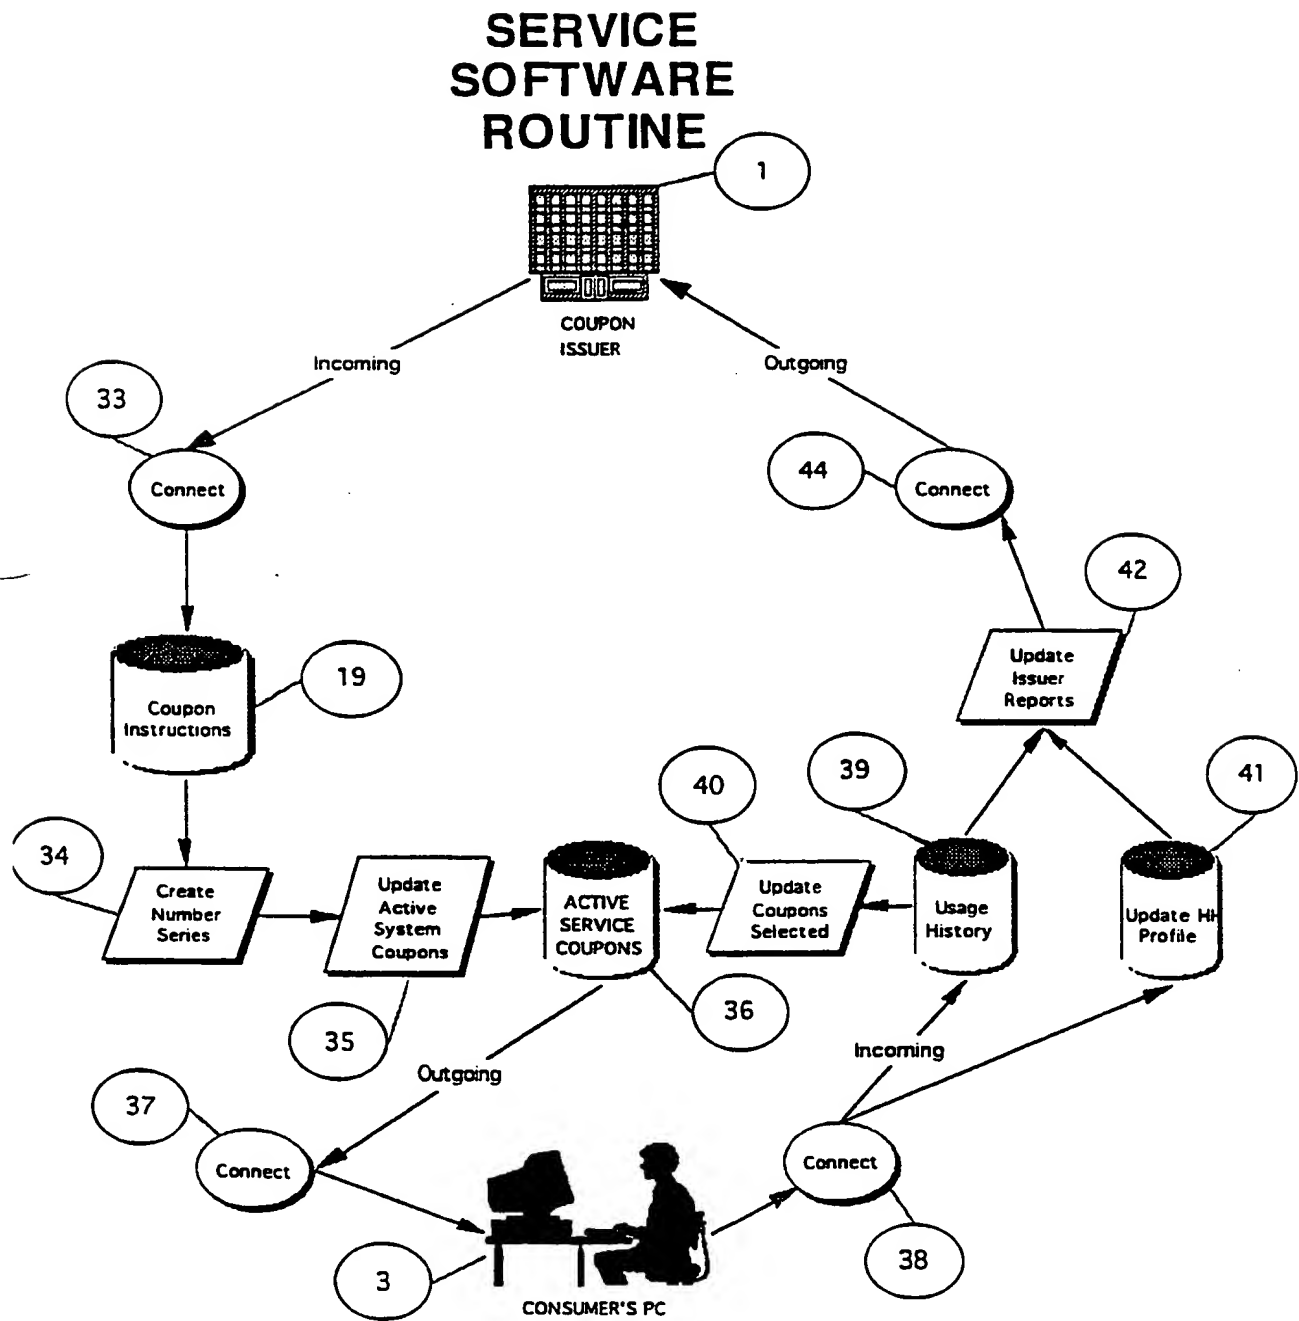 SERVICE
SOFTWARE
ROUTINE
1
COUPON
ISSUER
Incoming
Outgoing
33
Connect
44
Connect
42
Update
Issuer
Reports
19
Coupon
Instructions
40
39
41
34
Create
Number
Series
Update
Active
System
Coupons
ACTIVE
SERVICE
COUPONS
Update
Coupons
Selected
Usage
History
Update HH
Profile
35
36
Outgoing
Incoming
37
Connect
Connect
3
38
CONSUMER'S PC